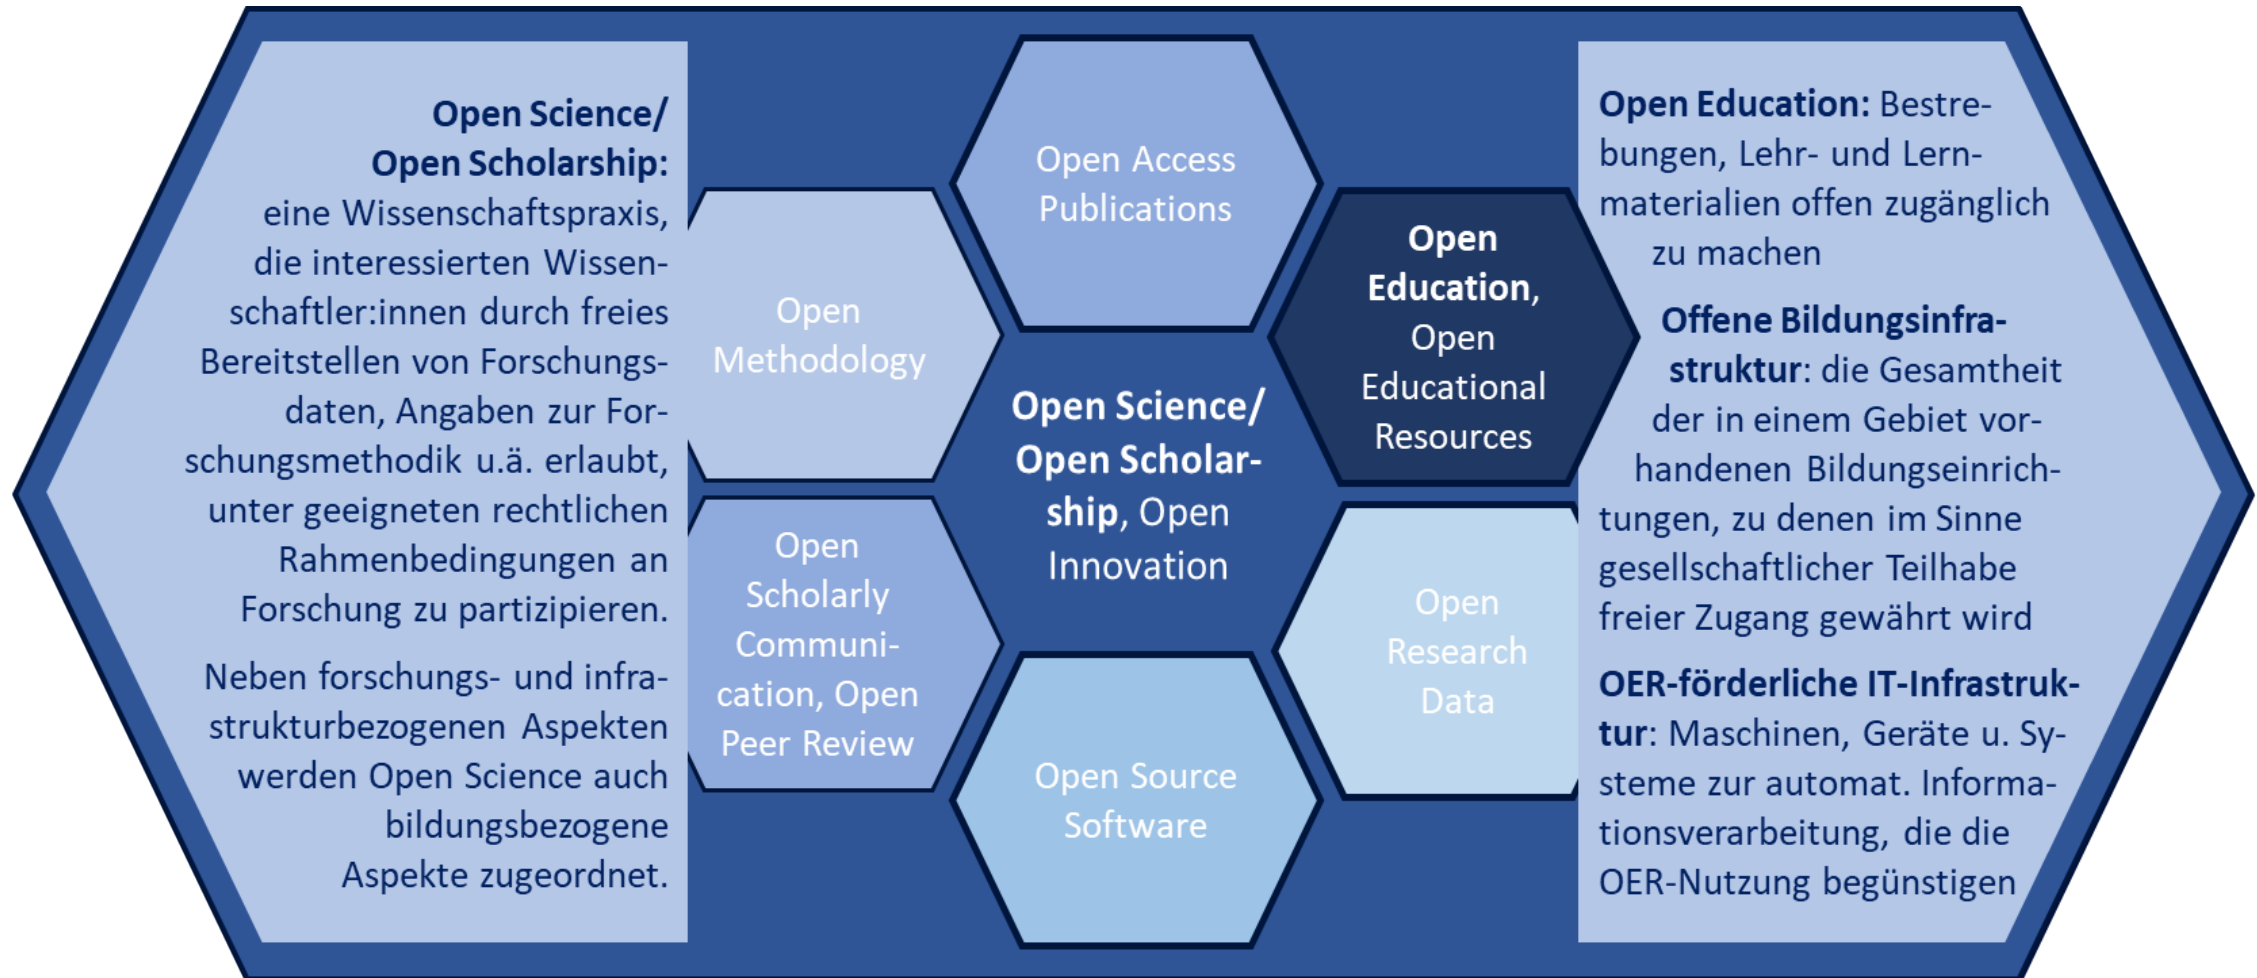 Open Science/
Open Scholarship:
eine Wissenschaftspraxis,
die interessierten Wissen-
schaftler:innen durch freies
Bereitstellen von Forschungs-
daten, Angaben zur For-
schungsmethodik u.ä. erlaubt,
unter geeigneten rechtlichen
Rahmenbedingungen an
Forschung zu partizipieren.
Neben forschungs- und infra-
strukturbezogenen Aspekten
werden Open Science auch
bildungsbezogene
Aspekte zugeordnet.
Open
Methodology
Open
Scholarly
Communi-
cation, Open
Peer Review
Open Access
Publications
Open Science/
Open Scholar-
ship, Open
Innovation
Open Source
Software
Open
Education,
Open
Educational
Resources
Open
Research
Data
Open Education: Bestre-
bungen, Lehr- und Lern-
materialien offen zugänglich
zu machen
Offene Bildungsinfra-
struktur: die Gesamtheit
der in einem Gebiet vor-
handenen Bildungseinrich-
tungen, zu denen im Sinne
gesellschaftlicher Teilhabe
freier Zugang gewährt wird
OER-förderliche IT-Infrastruk-
tur: Maschinen, Geräte u. Sy-
steme zur automat. Informa-
tionsverarbeitung, die die
OER-Nutzung begünstigen